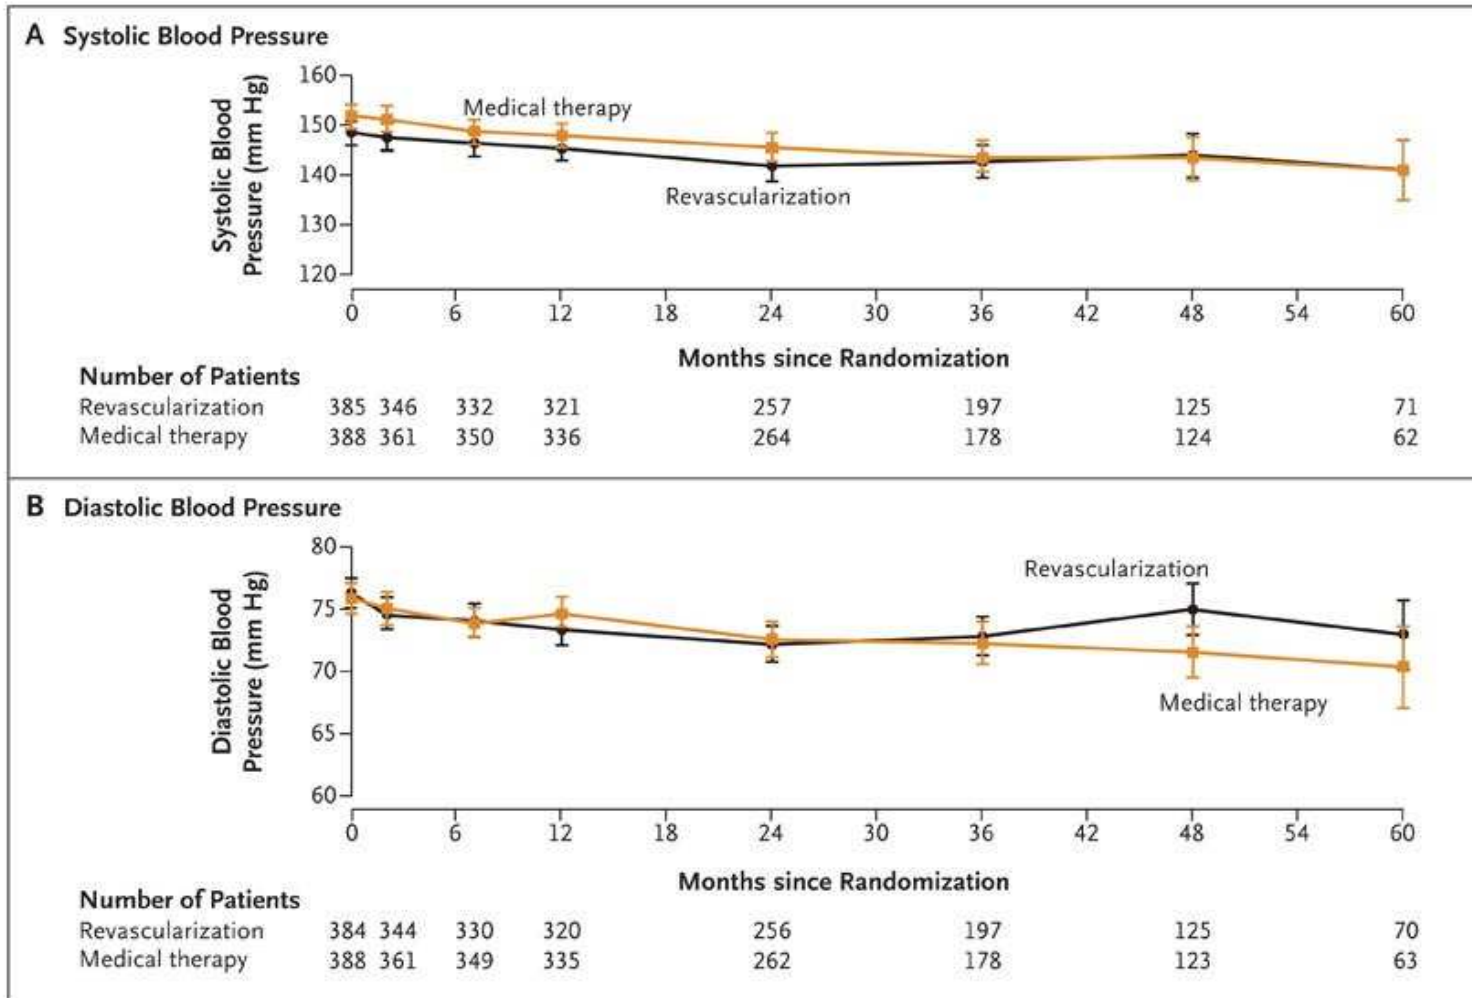 A Systolic Blood Pressure
Systolic Blood
Pressure (mm Hg)
160
150
140
130
120
Medical therapy
Revascularization
0 6 12 18 24 30 36 42 48 54 60
Months since Randomization
Number of Patients
Revascularization 385 346 332 321 257 197 125 71
Medical therapy 388 361 350 336 264 178 124 62
B Diastolic Blood Pressure
Diastolic Blood
Pressure (mm Hg)
80
75
70
65
60
Revascularization
Medical therapy
0 6 12 18 24 30 36 42 48 54 60
Months since Randomization
Number of Patients
Revascularization 384 344 330 320 256 197 125 70
Medical therapy 388 361 349 335 262 178 123 63